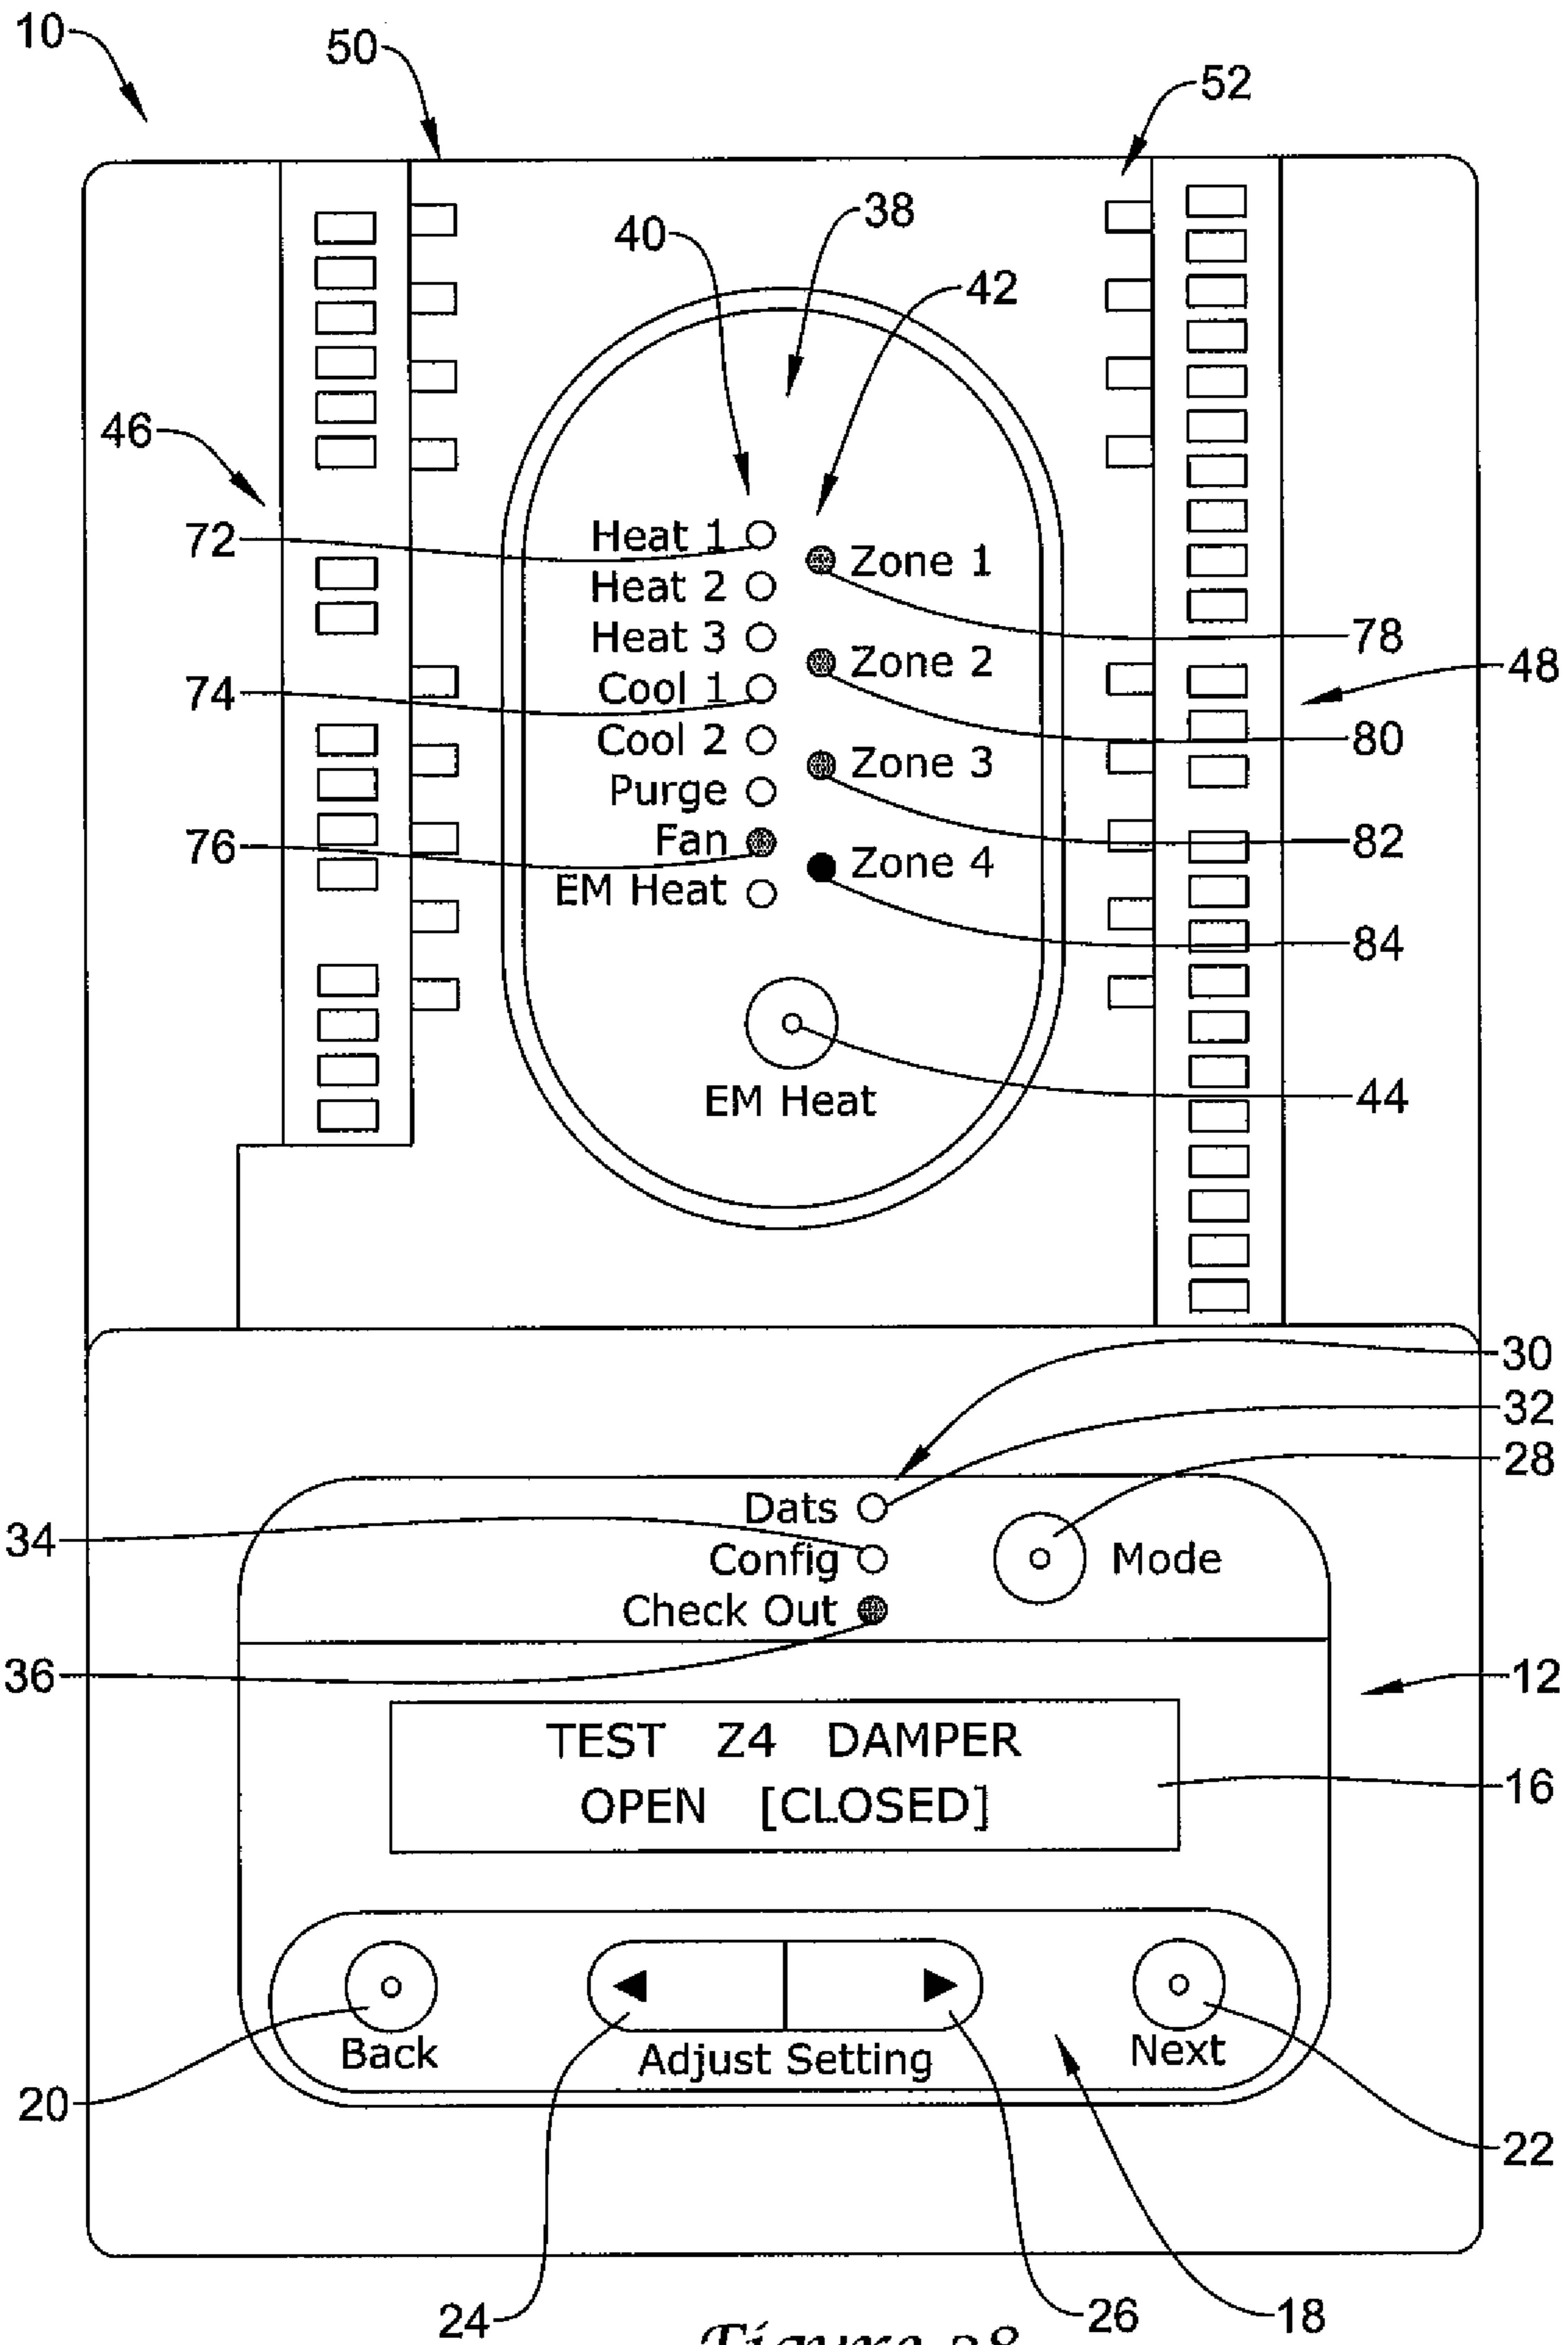 10
50
52
38
40
42
46
72
Heat 1
Zone 1
Heat 2
78
Heat 3
Zone 2
48
74
Cool 1
80
Cool 2
Zone 3
Purge
82
76
Fan
Zone 4
EM Heat
84
44
EM Heat
30
32
28
Dats
34
Config
Mode
Check Out
36
12
TEST Z4 DAMPER
16
OPEN [CLOSED]
Back
Adjust Setting
Next
20
22
24
26
18
Figure 28